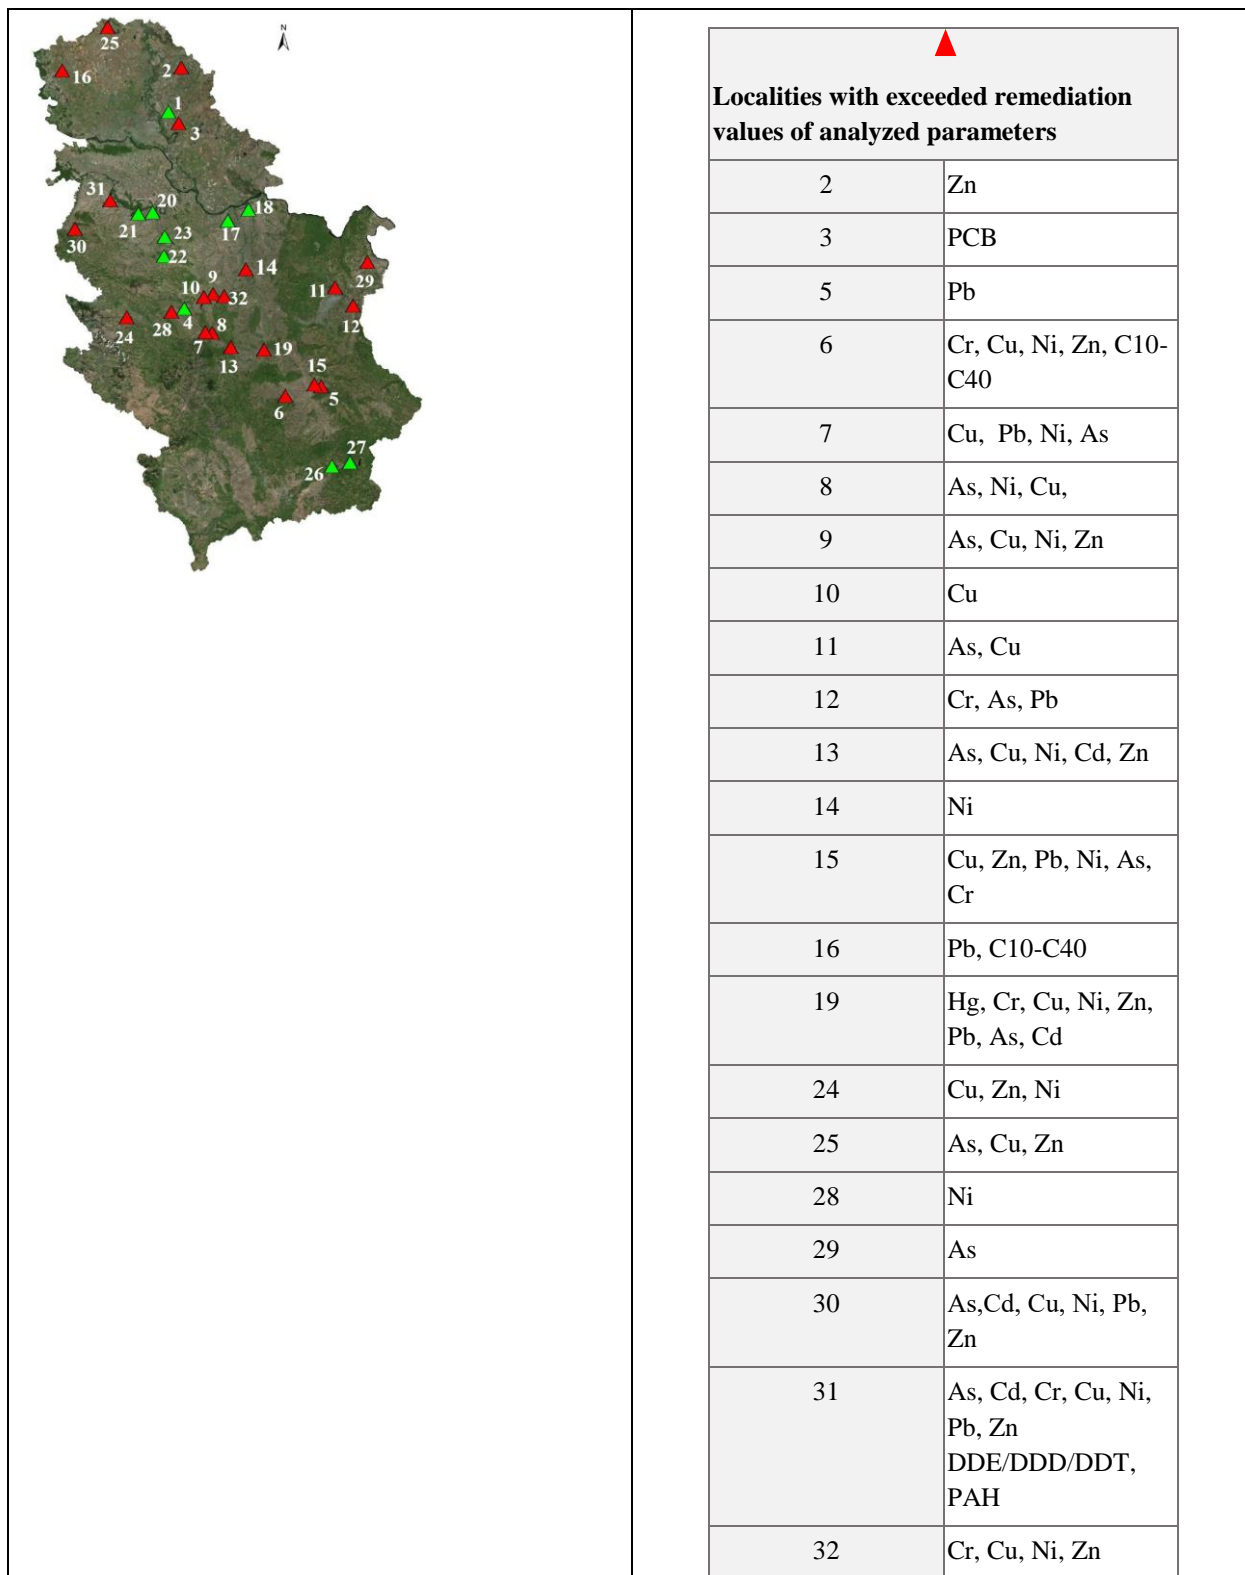 N
25
16
2
1
3
31
20
18
21
17
23
30
22
14
29
9
11
10
32
28
4
12
24
8
7
19
13
15
6
5
27
26
Localities with exceeded remediation
values of analyzed parameters
2 Zn
3 PCB
5 Pb
6 Cr, Cu, Ni, Zn, C10-
C40
7 Cu, Pb, Ni, As
8 As, Ni, Cu,
9 As, Cu, Ni, Zn
10 Cu
11 As, Cu
12 Cr, As, Pb
13 As, Cu, Ni, Cd, Zn
14 Ni
15 Cu, Zn, Pb, Ni, As,
Cr
16 Pb, C10-C40
19 Hg, Cr, Cu, Ni, Zn,
Pb, As, Cd
24 Cu, Zn, Ni
25 As, Cu, Zn
28 Ni
29 As
30 As,Cd, Cu, Ni, Pb,
Zn
31 As, Cd, Cr, Cu, Ni,
Pb, Zn
DDE/DDD/DDT,
PAH
32 Cr, Cu, Ni, Zn